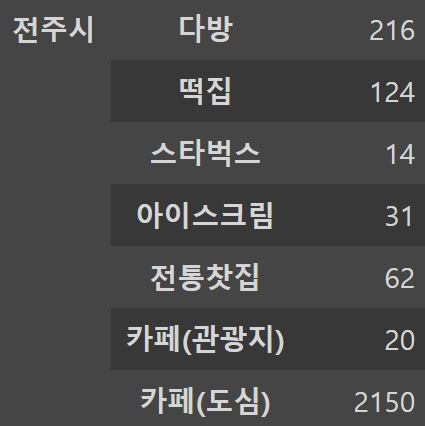 전주시 다방 216
떡집 124
스타벅스 14
아이스크림 31
전통찻집 62
카페(관광지) 20
카페(도심) 2150